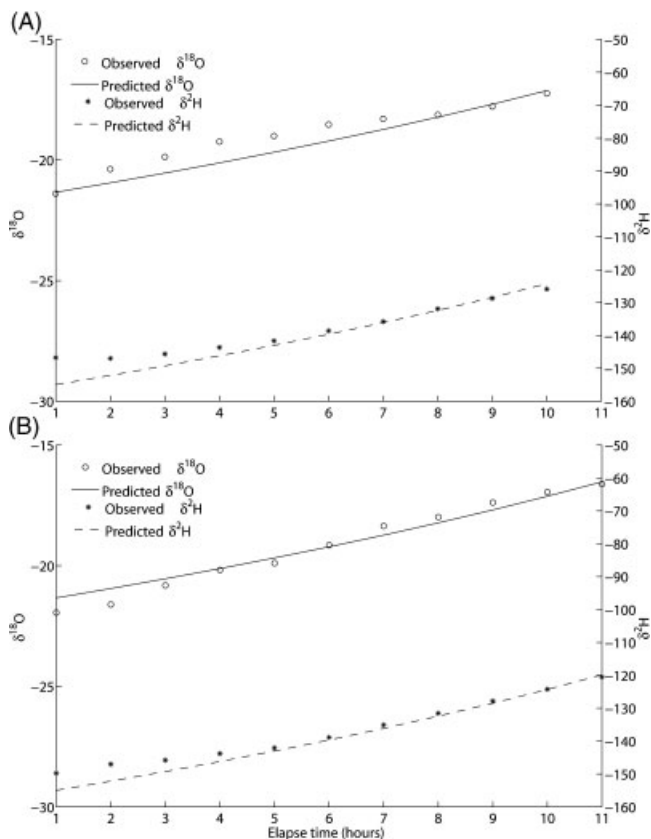 (A)
−15
−50
Observed δ¹⁸O
−60
Predicted δ¹⁸O
Observed δ²H
−70
Predicted δ²H
−80
−20
−90
δ¹⁸O
−100
δ²H
−110
−25
−120
−130
−140
−150
−30
−160
1 2 3 4 5 6 7 8 9 10 11
(B)
−15
−50
Observed δ¹⁸O
−60
Predicted δ¹⁸O
Observed δ²H
−70
Predicted δ²H
−80
−20
−90
δ¹⁸O
−100
δ²H
−110
−25
−120
−130
−140
−150
−30
−160
1 2 3 4 5 6 7 8 9 10 11
Elapse time (hours)